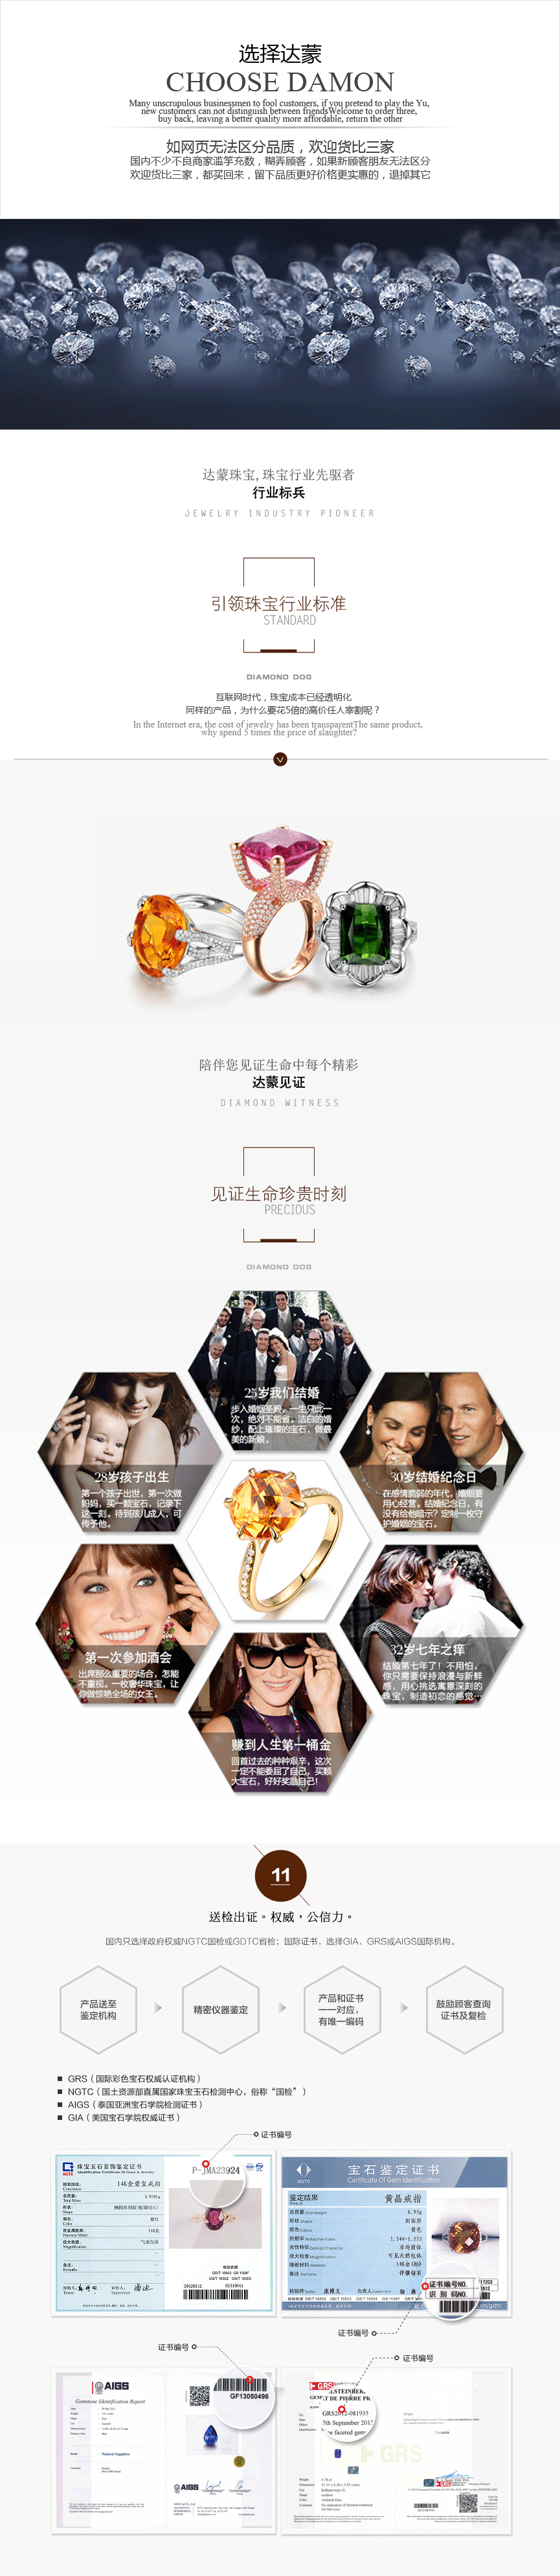 选择达蒙
CHOOSE DAMON
Many unscrupulous businessmen to fool customers, if you pretend to play the Yu,
new customers can not distinguish between friendsWelcome to order three,
buy back, leaving a better quality more affordable, return the other
如网页无法区分品质，欢迎货比三家
国内不少不良商家滥竽充数，糊弄顾客，如果新顾客朋友无法区分
欢迎货比三家，都买回来，留下品质更好价格更实惠的，退掉其它
达蒙珠宝, 珠宝行业先驱者
行业标兵
JEWELRY INDUSTRY PIONEER
引领珠宝行业标准
STANDARD
DIAMOND DOG
互联网时代，珠宝成本已经透明化
同样的产品，为什么要花5倍的高价任人宰割呢？
In the Internet era, the cost of jewelry has been transparentThe same product,
why spend 5 times the price of slaughter?
陪伴您见证生命中每个精彩
达蒙见证
DIAMOND WITNESS
见证生命珍贵时刻
PRECIOUS
DIAMOND DOG
25岁我们结婚
步入婚姻圣殿，一生只此一
次，绝对不能省。洁白的婚
纱，配上璀璨的宝石，做最
美的新娘。
28岁孩子出生
第一个孩子出世，第一次做
妈妈，买一颗宝石，记录下
这一刻。待到孩儿成人，可
传予他。
30岁结婚纪念日
在感情脆弱的年代，婚姻要
用心经营。结婚纪念日，有
没有给他暗示？定制一枚守
护婚姻的宝石。
第一次参加酒会
出席那么重要的场合，怎能
不重视。一枚奢华珠宝，让
你做惊艳全场的女王。
32岁七年之痒
结婚第七年了！不用怕，
你只需要保持浪漫与新鲜
感，用心挑选寓意深刻的
珠宝，制造初恋的感觉…
赚到人生第一桶金
回首过去的种种艰辛，这次
一定不能委屈了自己，买颗
大宝石，好好奖励自己！
11
送检出证。权威，公信力。
国内只选择政府权威NGTC国检或GDTC省检；国际证书，选择GIA、GRS或AIGS国际机构。
产品送至
鉴定机构
精密仪器鉴定
产品和证书
一一对应，
有唯一编码
鼓励顾客查询
证书及复检
■ GRS（国际彩色宝石权威认证机构）
■ NGTC（国土资源部直属国家珠宝玉石检测中心，俗称“国检”）
■ AIGS（泰国亚洲宝石学院检测证书）
■ GIA（美国宝石学院权威证书）
证书编号
珠宝玉石首饰鉴定证书
P-JMA23924
宝石鉴定证书
Certificate Of Gem Identification
GDTC
鉴定结果
黄晶戒指
6.95g
黄色
1.544-1.553
证书编号NO.
识 别 码NO.
证书编号
证书编号
证书编号
AIGS
Gemstone Identification Report
GF13050496
Natural Sapphire
AIGS
GRS
GRS2012-081935
7th September 2012
GRS